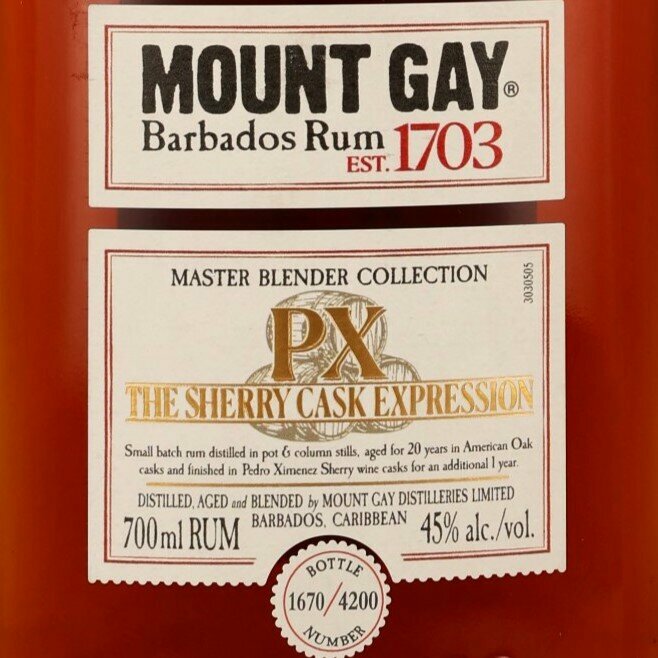 MOUNT GAY®
Barbados Rum
EST. 1703
MASTER BLENDER COLLECTION
3030505
PX
THE SHERRY CASK EXPRESSION
Small batch rum distilled in pot & column stills, aged for 20 years in American Oak
casks and finished in Pedro Ximenez Sherry wine casks for an additional 1 year.
DISTILLED, AGED and BLENDED by MOUNT GAY DISTILLERIES LIMITED
BARBADOS, CARIBBEAN
700ml RUM
45% alc./vol.
BOTTLE
1670/4200
NUMBER